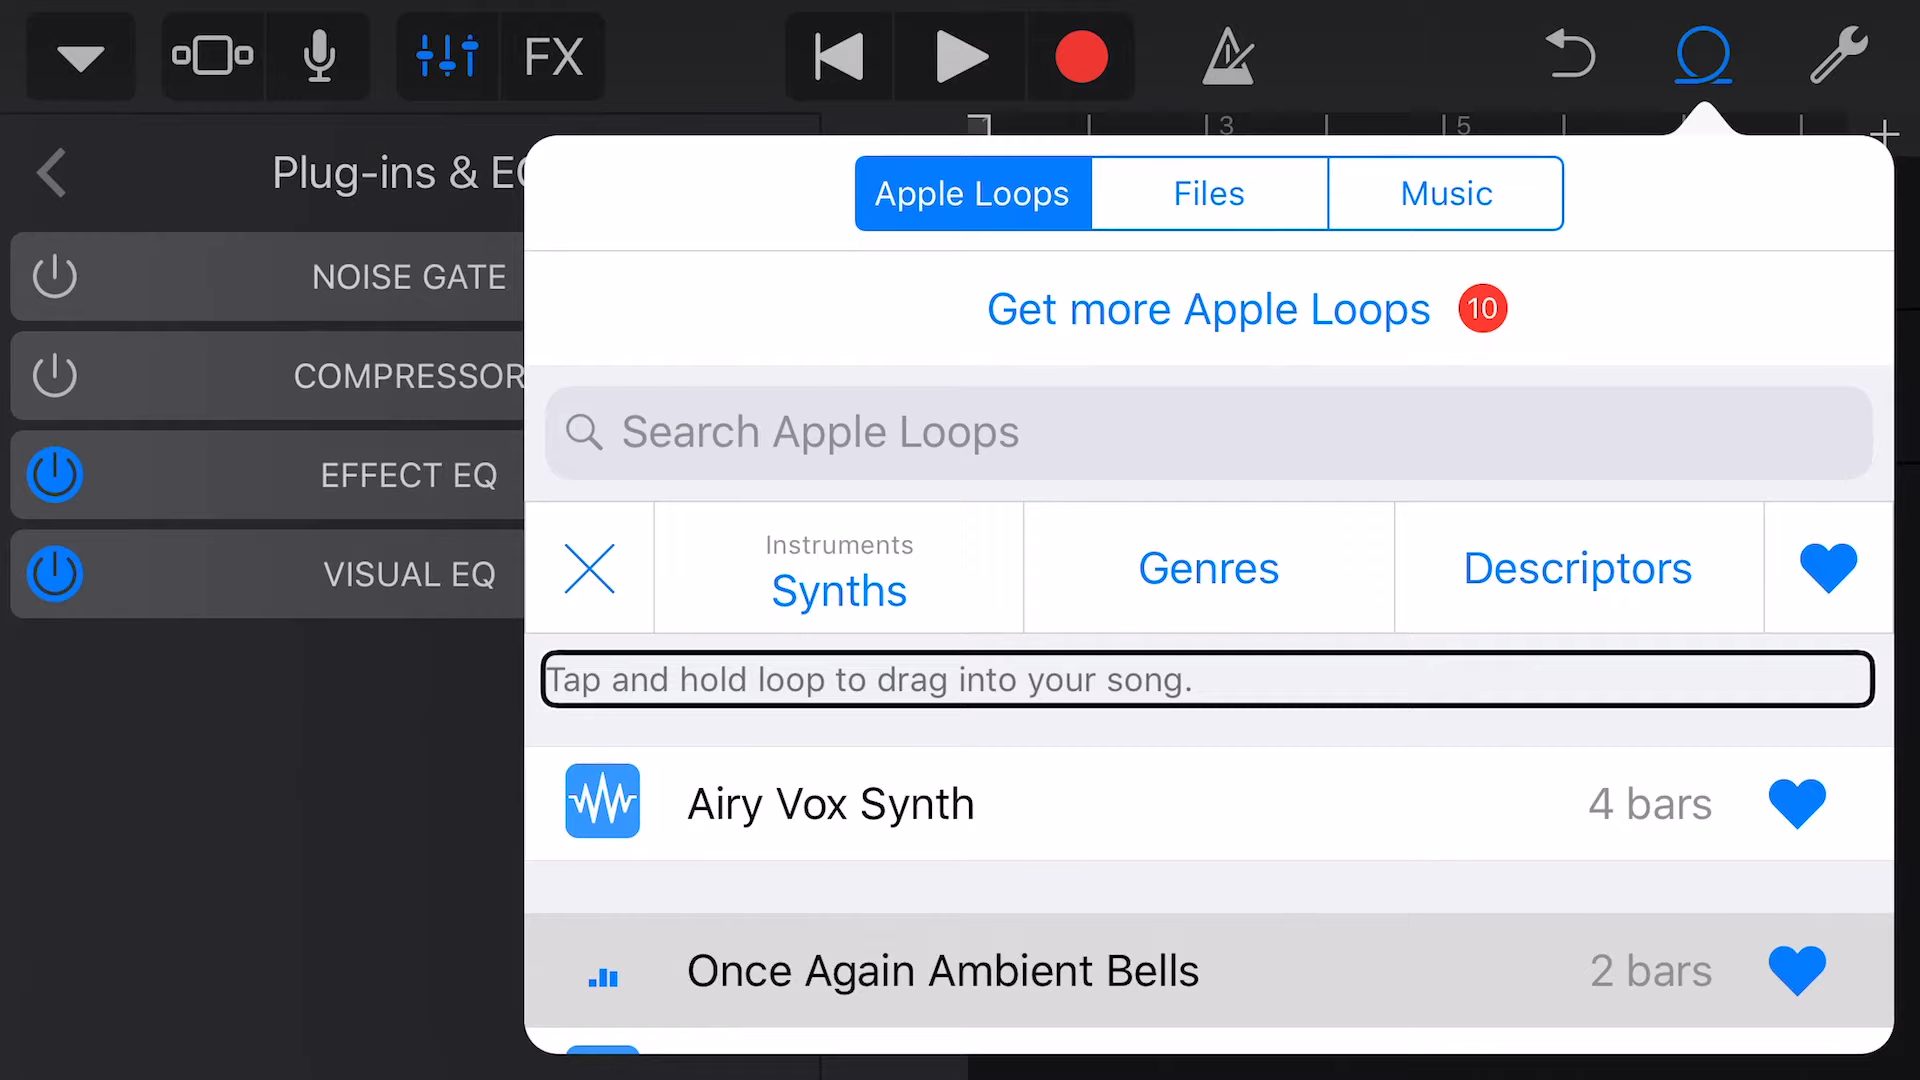 FX
3
5
Plug-ins & E
NOISE GATE
COMPRESSOR
EFFECT EQ
VISUAL EQ
Apple Loops
Files
Music
Get more Apple Loops 10
Search Apple Loops
Instruments
Synths
Genres
Descriptors
Tap and hold loop to drag into your song.
Airy Vox Synth 4 bars
Once Again Ambient Bells 2 bars